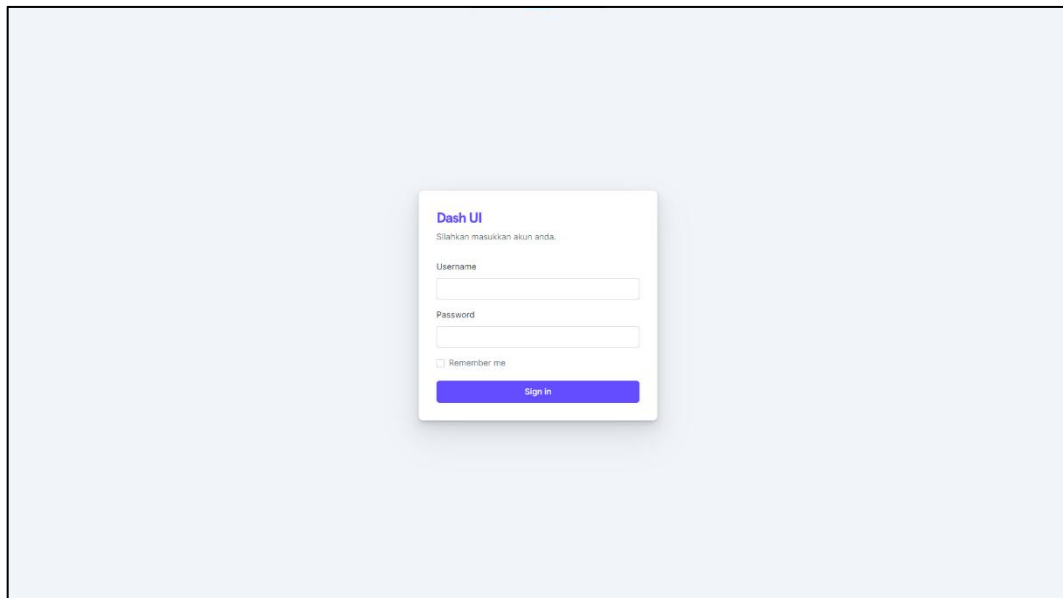 Dash UI
Silahkan masukkan akun anda.
Username
Password
Remember me
Sign in